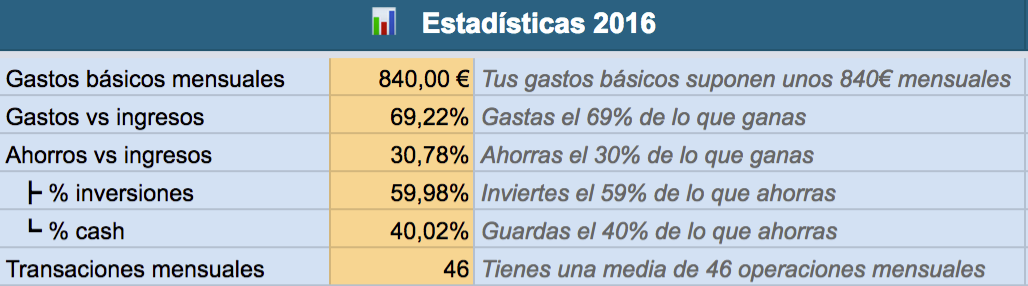 Estadísticas 2016
Gastos básicos mensuales 840,00 € Tus gastos básicos suponen unos 840€ mensuales
Gastos vs ingresos 69,22% Gastas el 69% de lo que ganas
Ahorros vs ingresos 30,78% Ahorras el 30% de lo que ganas
┣ % inversiones 59,98% Inviertes el 59% de lo que ahorras
┗ % cash 40,02% Guardas el 40% de lo que ahorras
Transaciones mensuales 46 Tienes una media de 46 operaciones mensuales